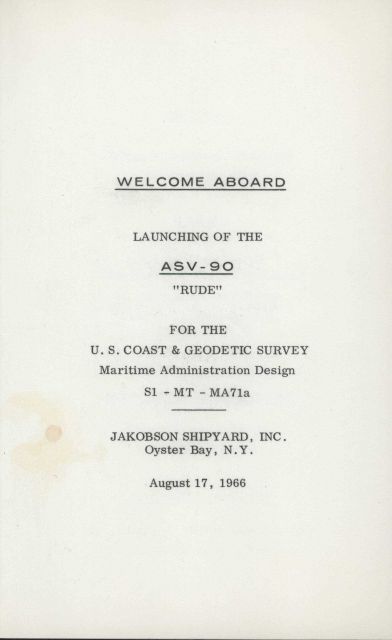 WELCOME ABOARD
LAUNCHING OF THE
ASV-90
"RUDE"
FOR THE
U. S. COAST & GEODETIC SURVEY
Maritime Administration Design
S1 - MT - MA71a
JAKOBSON SHIPYARD, INC.
Oyster Bay, N.Y.
August 17, 1966